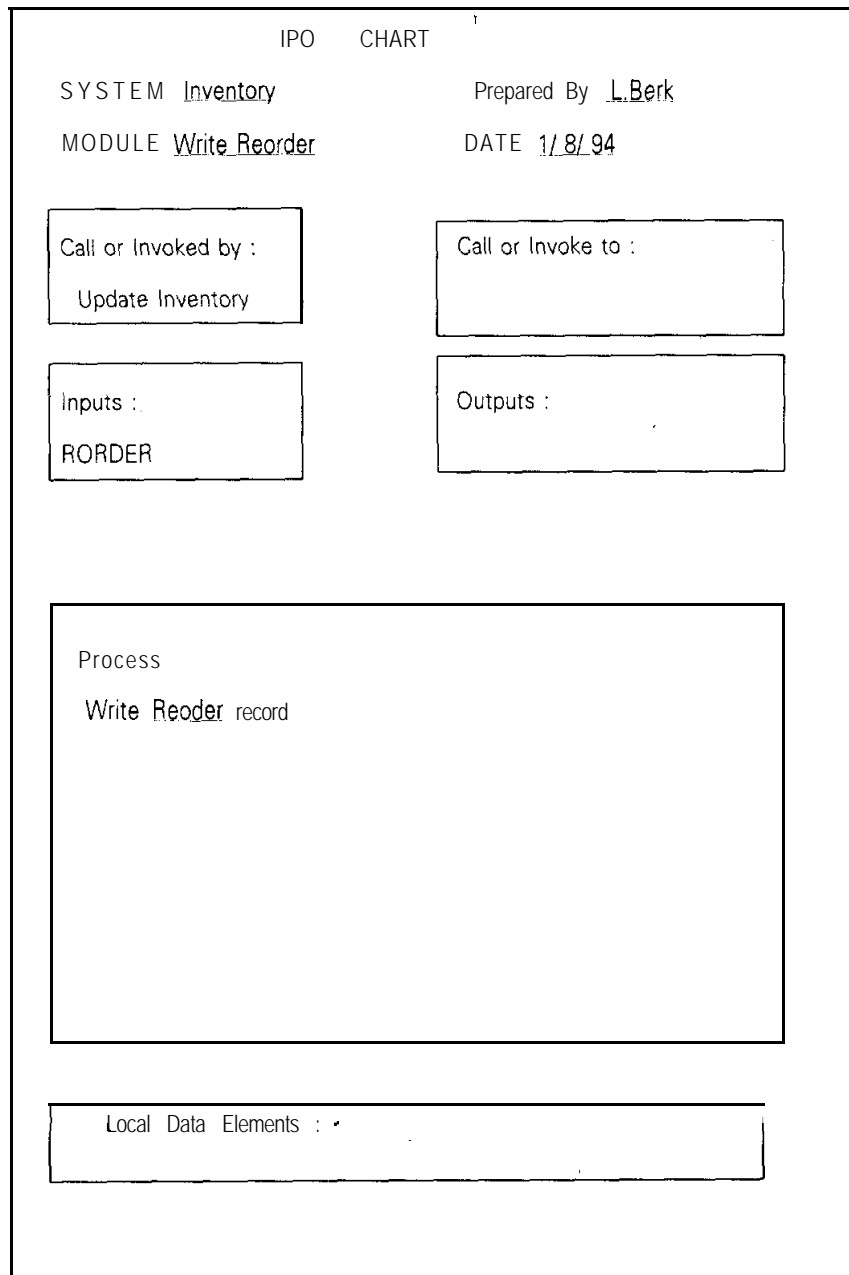 IPO CHART
SYSTEM Inventory Prepared By L.Berk
MODULE Write Reorder DATE 1/8/94
Call or Invoked by :
Update Inventory
Call or Invoke to :
Inputs :
RORDER
Outputs :
Process
Write Reoder record
Local Data Elements :